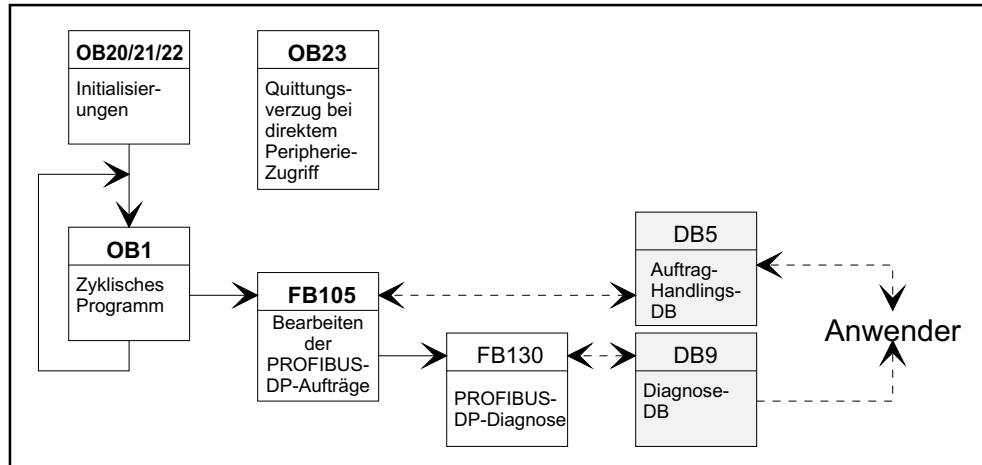 OB20/21/22
Initialisier-
ungen
OB23
Quittungs-
verzug bei
direktem
Peripherie-
Zugriff
OB1
Zyklisches
Programm
FB105
Bearbeiten
der
PROFIBUS-
DP-Aufträge
FB130
PROFIBUS-
DP-Diagnose
DB5
Auftrag-
Handlings-
DB
DB9
Diagnose-
DB
Anwender